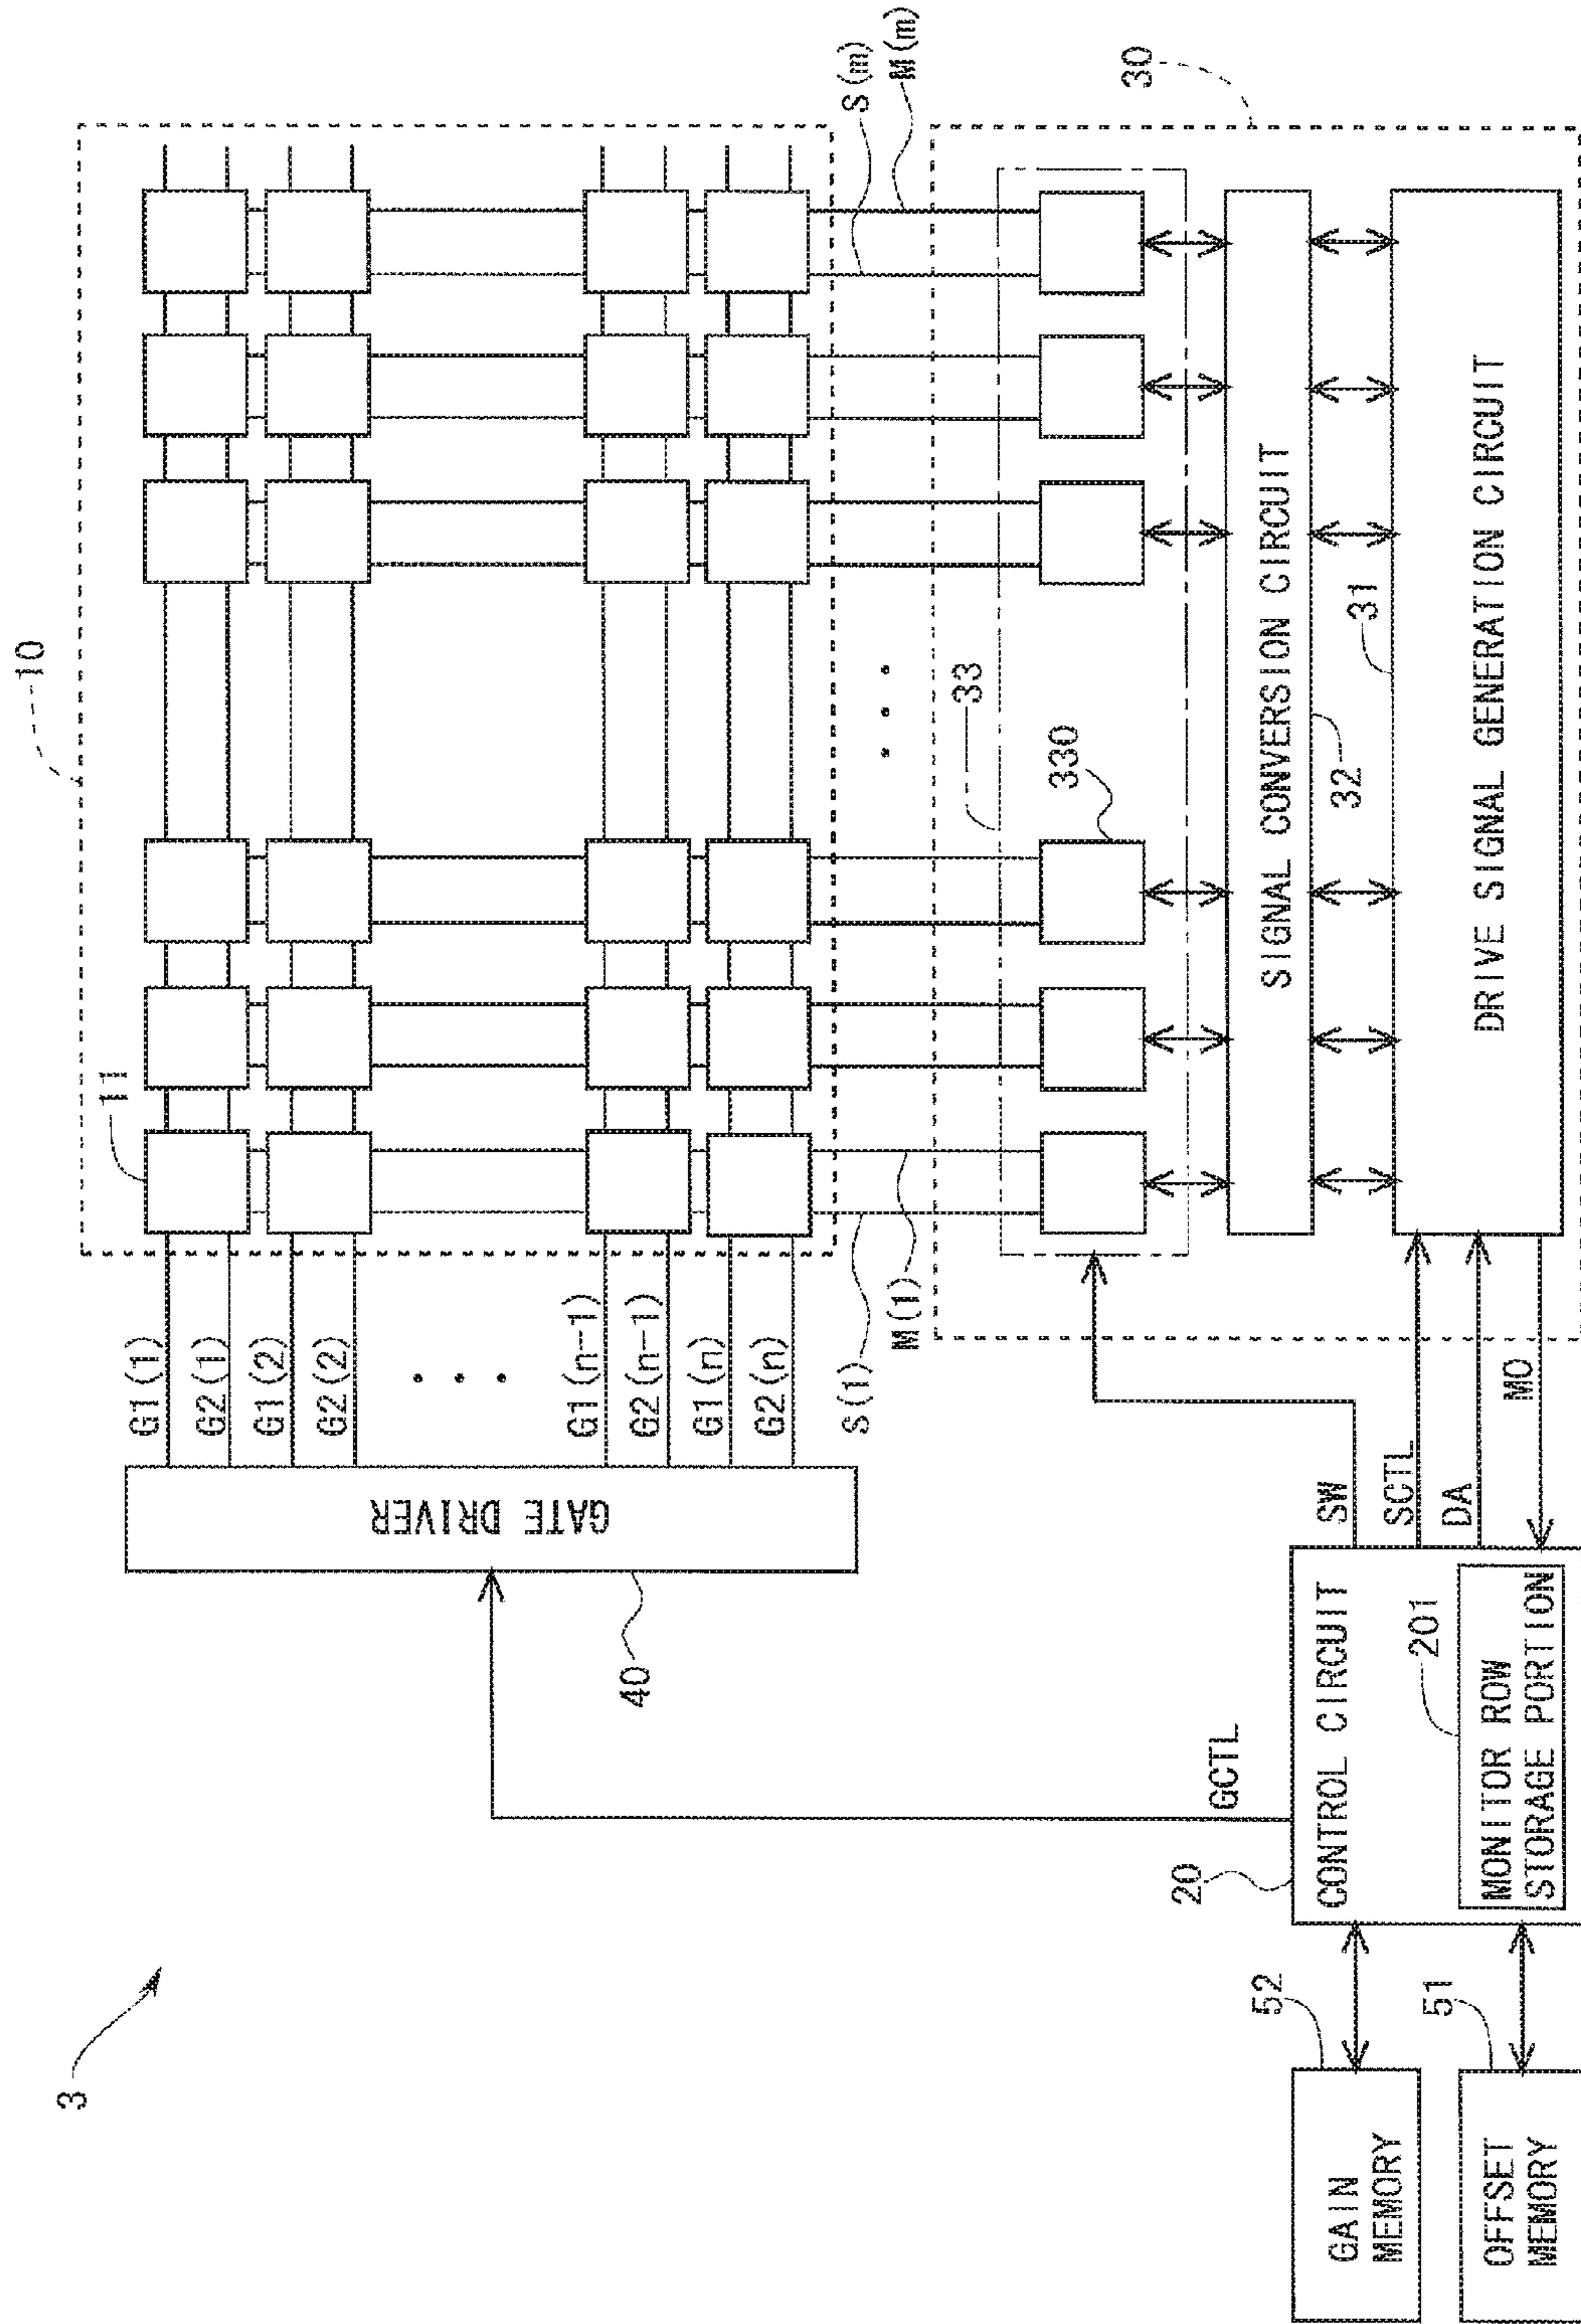 3
10
11
G1(1)
G2(1)
G1(2)
G2(2)
G1(n-1)
G2(n-1)
G1(n)
G2(n)
GATE DRIVER
40
S(1)
M(1)
S(m)
M(m)
30
33
330
SIGNAL CONVERSION CIRCUIT
32
31
DRIVE SIGNAL GENERATION CIRCUIT
GCTL
SW
SCTL
DA
MO
20
CONTROL CIRCUIT
201
MONITOR ROW
STORAGE PORTION
52
GAIN
MEMORY
51
OFFSET
MEMORY